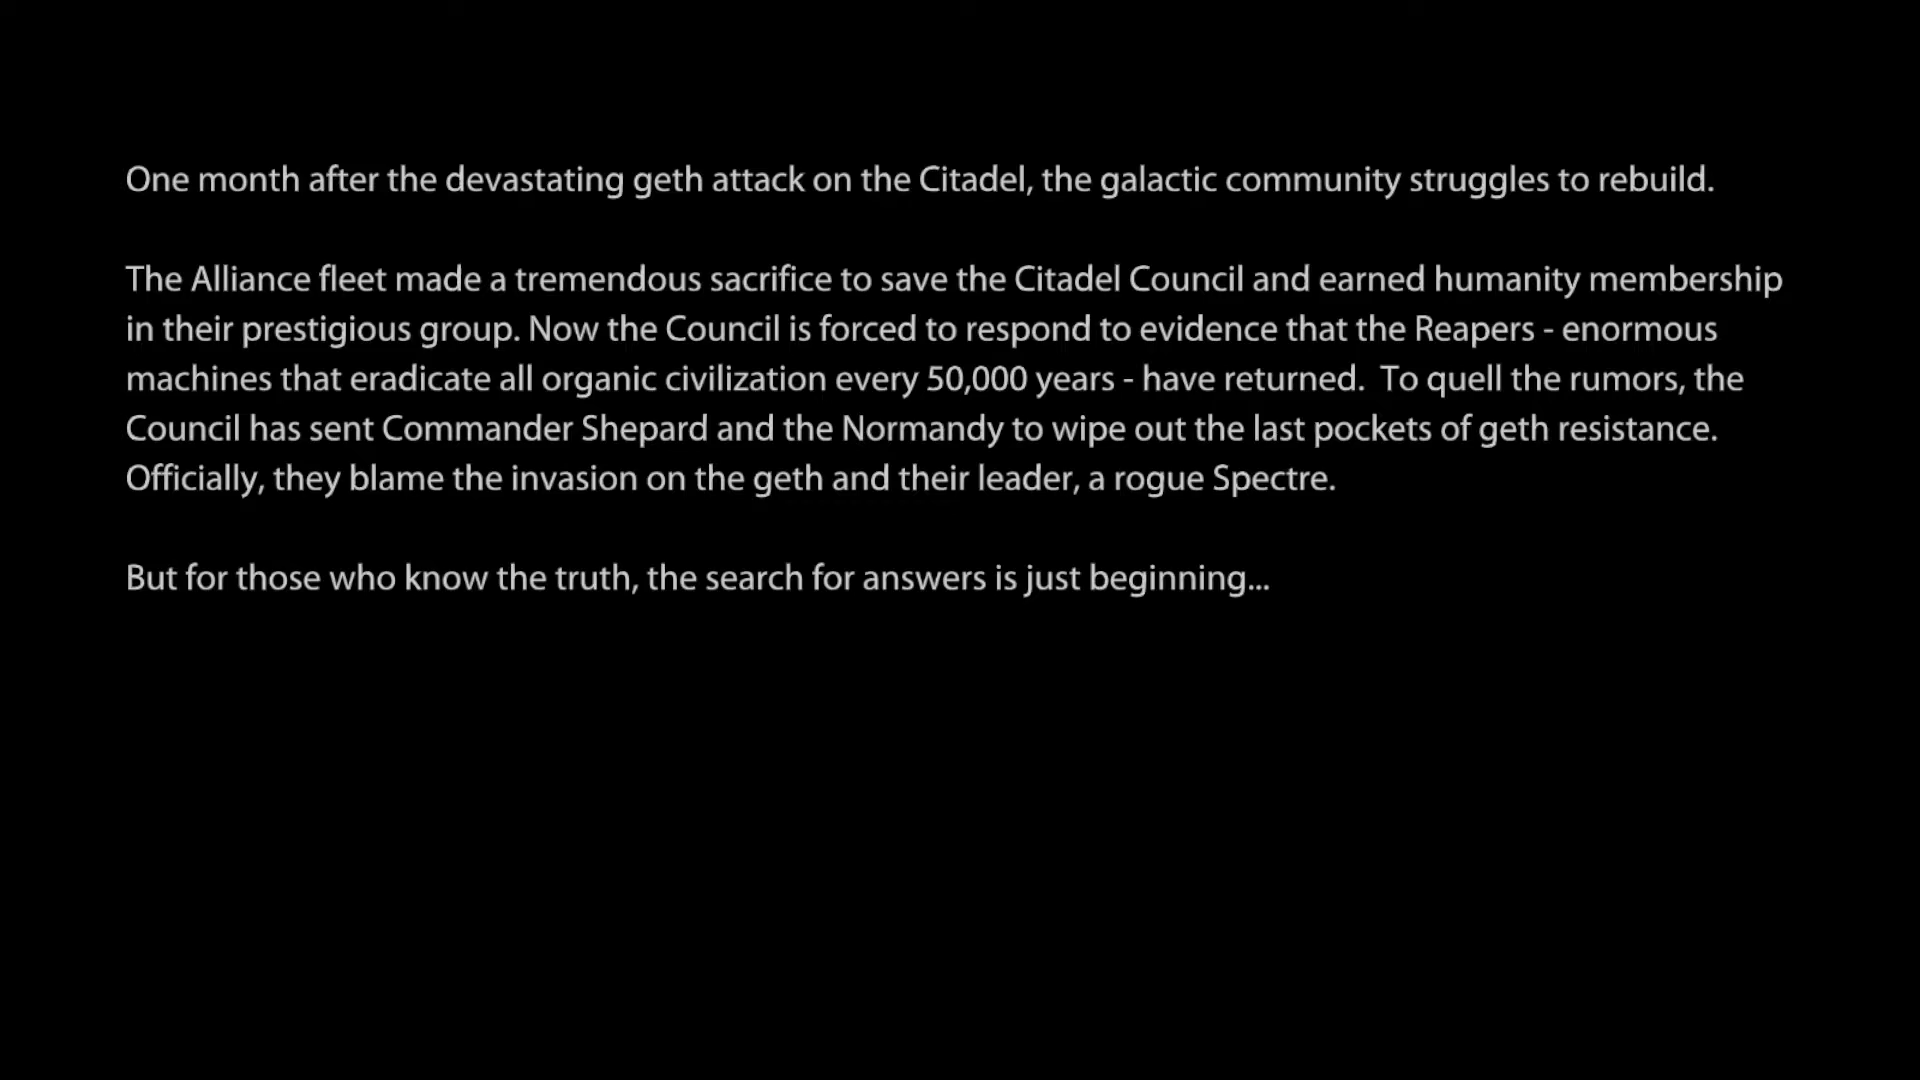 One month after the devastating geth attack on the Citadel, the galactic community struggles to rebuild.
The Alliance fleet made a tremendous sacrifice to save the Citadel Council and earned humanity membership
in their prestigious group. Now the Council is forced to respond to evidence that the Reapers - enormous
machines that eradicate all organic civilization every 50,000 years - have returned.  To quell the rumors, the
Council has sent Commander Shepard and the Normandy to wipe out the last pockets of geth resistance.
Officially, they blame the invasion on the geth and their leader, a rogue Spectre.
But for those who know the truth, the search for answers is just beginning...